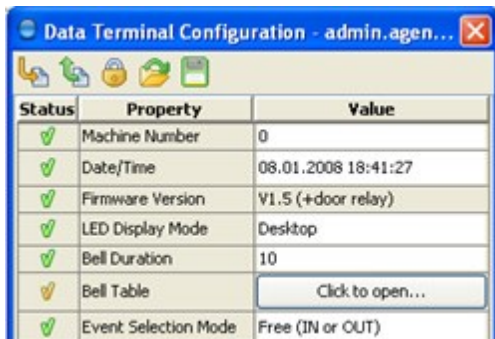 Data Terminal Configuration - admin.agen...
Status Property Value
Machine Number 0
Date/Time 08.01.2008 18:41:27
Firmware Version V1.5 (+door relay)
LED Display Mode Desktop
Bell Duration 10
Bell Table Click to open...
Event Selection Mode Free (IN or OUT)